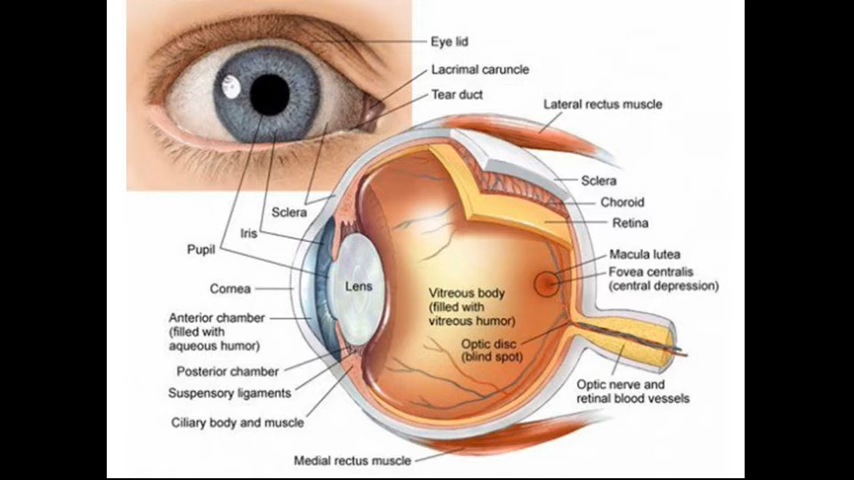 Eye lid
Lacrimal caruncle
Tear duct
Lateral rectus muscle
Sclera
Choroid
Retina
Macula lutea
Fovea centralis
(central depression)
Sclera
Iris
Pupil
Cornea
Lens
Vitreous body
(filled with
vitreous humor)
Anterior chamber
(filled with
aqueous humor)
Optic disc
(blind spot)
Posterior chamber
Suspensory ligaments
Ciliary body and muscle
Optic nerve and
retinal blood vessels
Medial rectus muscle